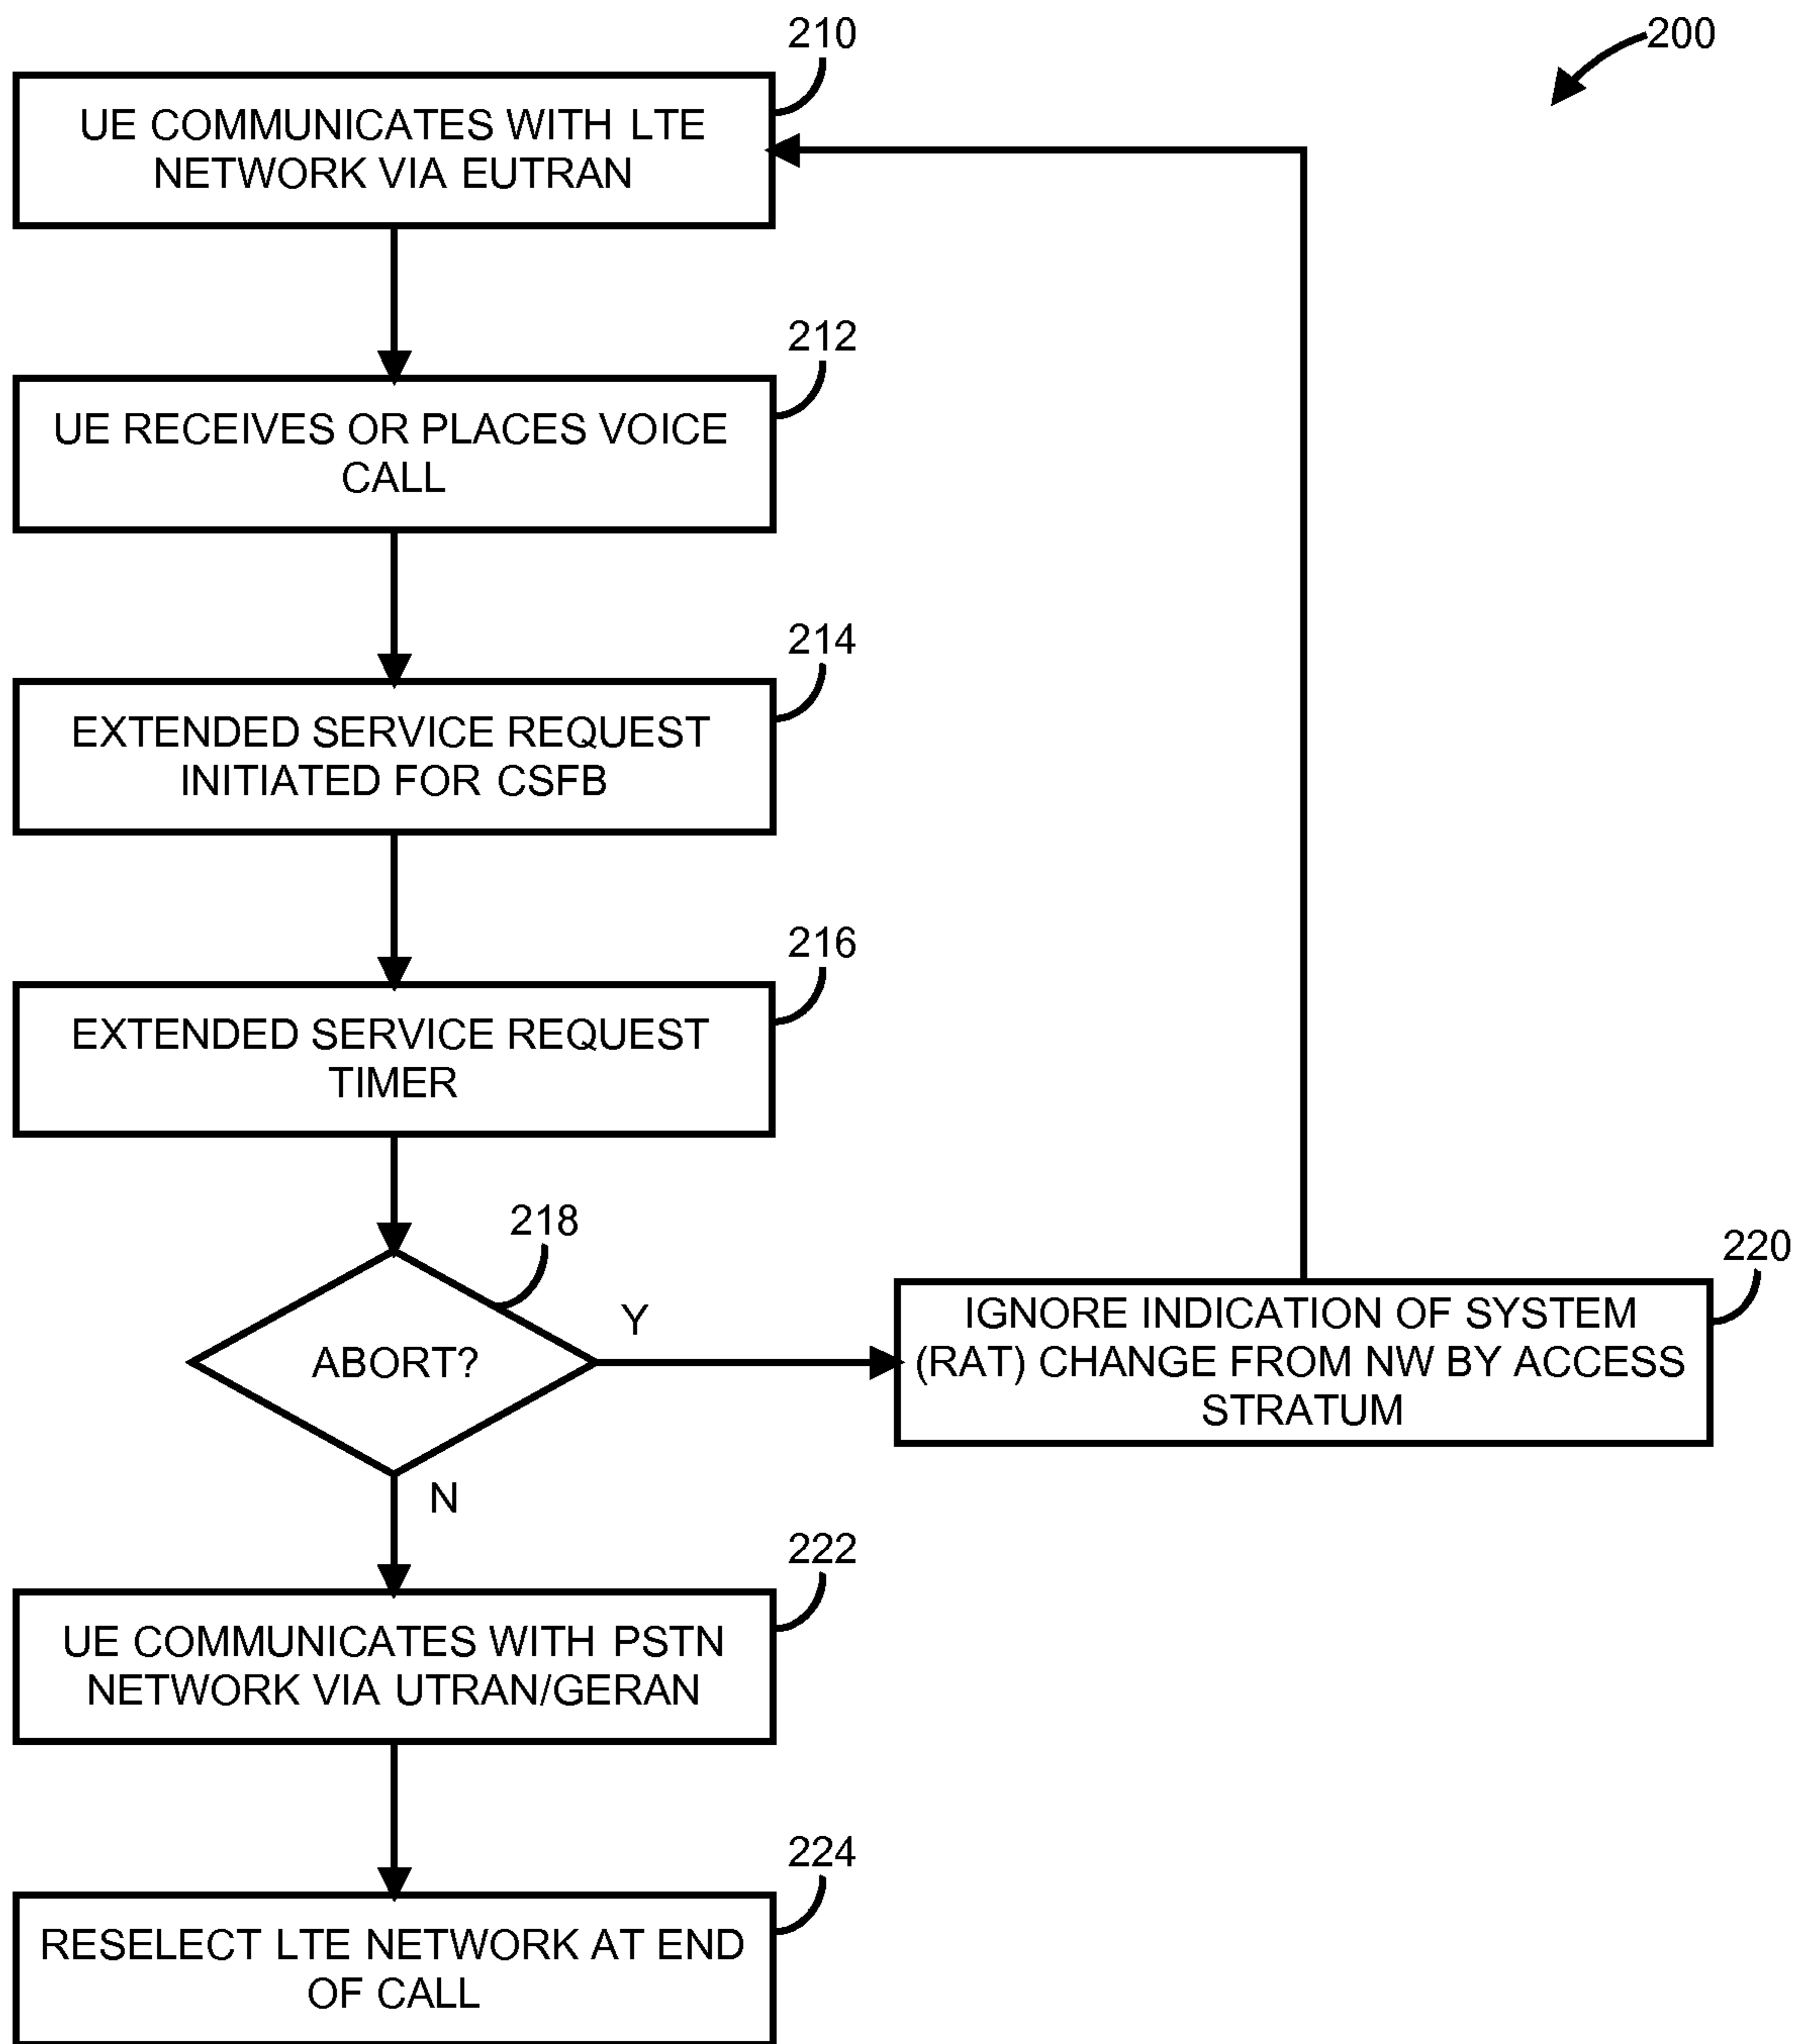 210
200
UE COMMUNICATES WITH LTE
NETWORK VIA EUTRAN
212
UE RECEIVES OR PLACES VOICE
CALL
214
EXTENDED SERVICE REQUEST
INITIATED FOR CSFB
216
EXTENDED SERVICE REQUEST
TIMER
218
ABORT?
Y
220
IGNORE INDICATION OF SYSTEM
(RAT) CHANGE FROM NW BY ACCESS
STRATUM
N
222
UE COMMUNICATES WITH PSTN
NETWORK VIA UTRAN/GERAN
224
RESELECT LTE NETWORK AT END
OF CALL